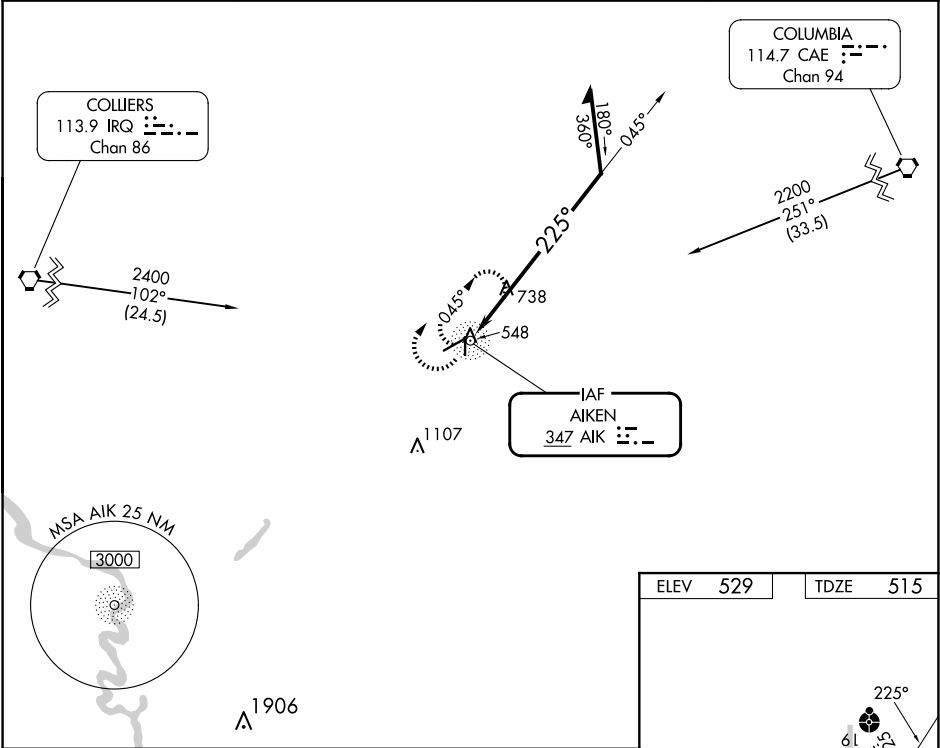 COLUMBIA
114.7 CAE
Chan 94
COLLIERS
113.9 IRQ
Chan 86
180°
360°
045°
225°
2200
251°
(33.5)
2400
102°
(24.5)
045°
738
548
IAF
AIKEN
347 AIK
1107
MSA AIK 25 NM
3000
ELEV 529
TDZE 515
225°
1906
19
25